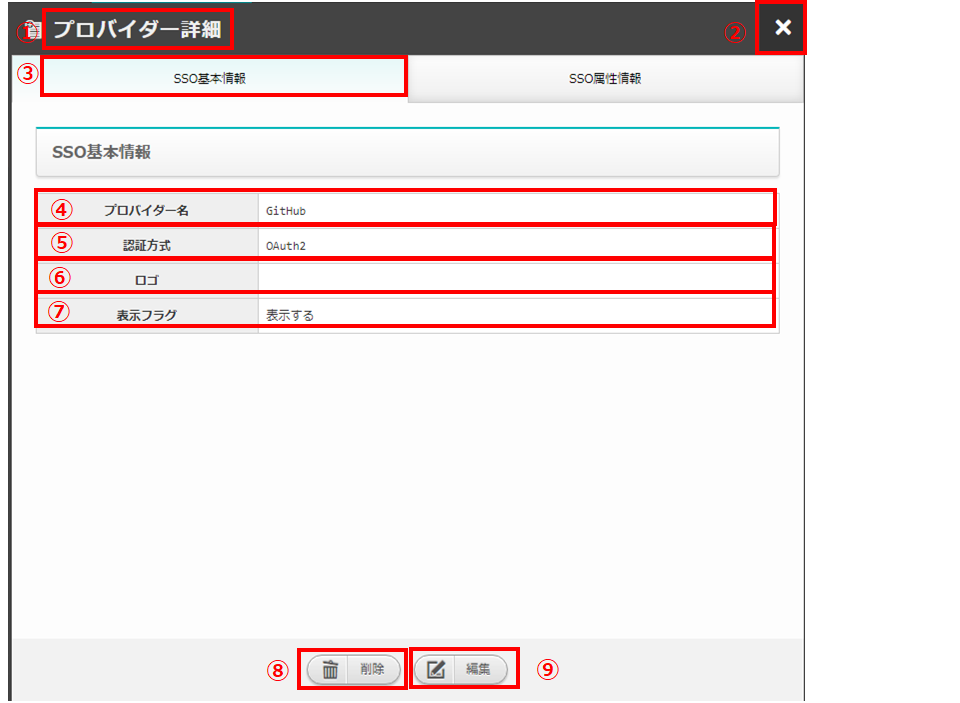 ① プロバイダー詳細 ② ×
③ SSO基本情報 SSO属性情報
SSO基本情報
④ プロバイダー名 GitHub
⑤ 認証方式 OAuth2
⑥ ロゴ
⑦ 表示フラグ 表示する
⑧ 削除 編集 ⑨